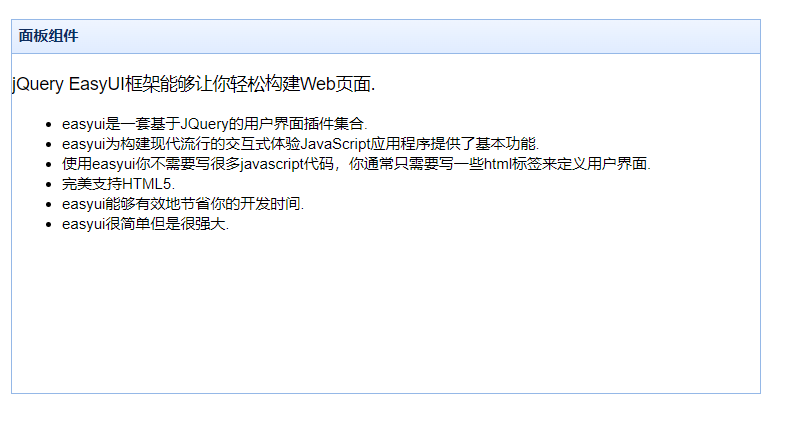 面板组件
jQuery EasyUI框架能够让你轻松构建Web页面.
easyui是一套基于JQuery的用户界面插件集合.
easyui为构建现代流行的交互式体验JavaScript应用程序提供了基本功能.
使用easyui你不需要写很多javascript代码，你通常只需要写一些html标签来定义用户界面.
完美支持HTML5.
easyui能够有效地节省你的开发时间.
easyui很简单但是很强大.